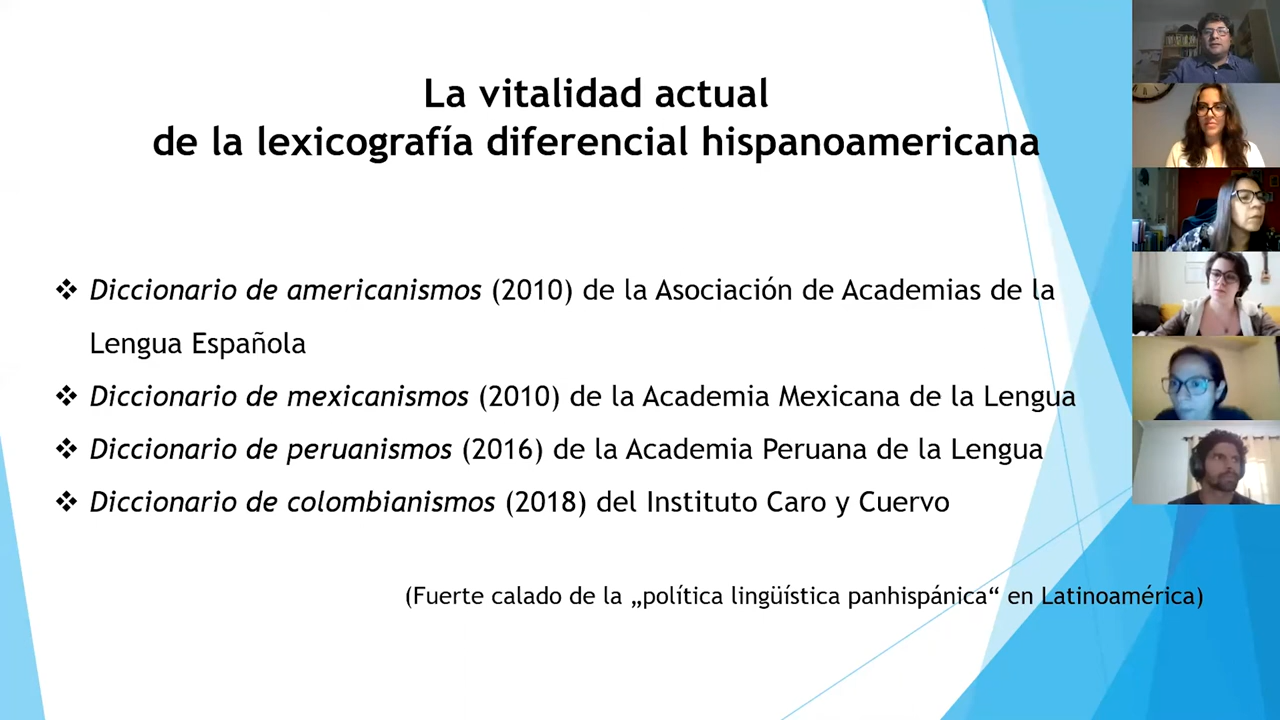 La vitalidad actual
de la lexicografía diferencial hispanoamericana
❖ Diccionario de americanismos (2010) de la Asociación de Academias de la
Lengua Española
❖ Diccionario de mexicanismos (2010) de la Academia Mexicana de la Lengua
❖ Diccionario de peruanismos (2016) de la Academia Peruana de la Lengua
❖ Diccionario de colombianismos (2018) del Instituto Caro y Cuervo
(Fuerte calado de la „política lingüística panhispánica“ en Latinoamérica)